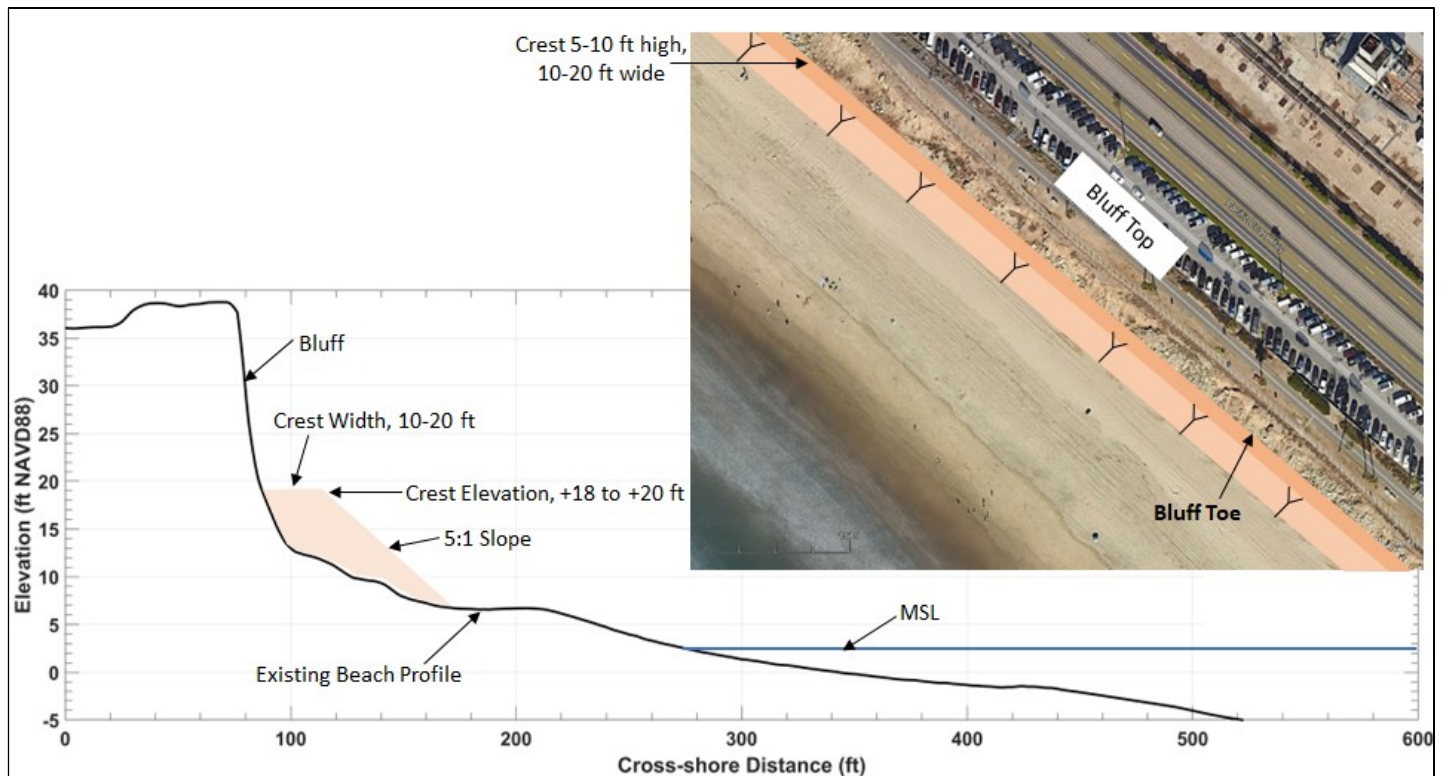 Crest 5-10 ft high,
10-20 ft wide
Bluff Top
Bluff Toe
40
35
30
25
20
15
10
5
0
-5
Elevation (ft NAVD88)
Bluff
Crest Width, 10-20 ft
Crest Elevation, +18 to +20 ft
5:1 Slope
MSL
Existing Beach Profile
0
100
200
300
400
500
600
Cross-shore Distance (ft)